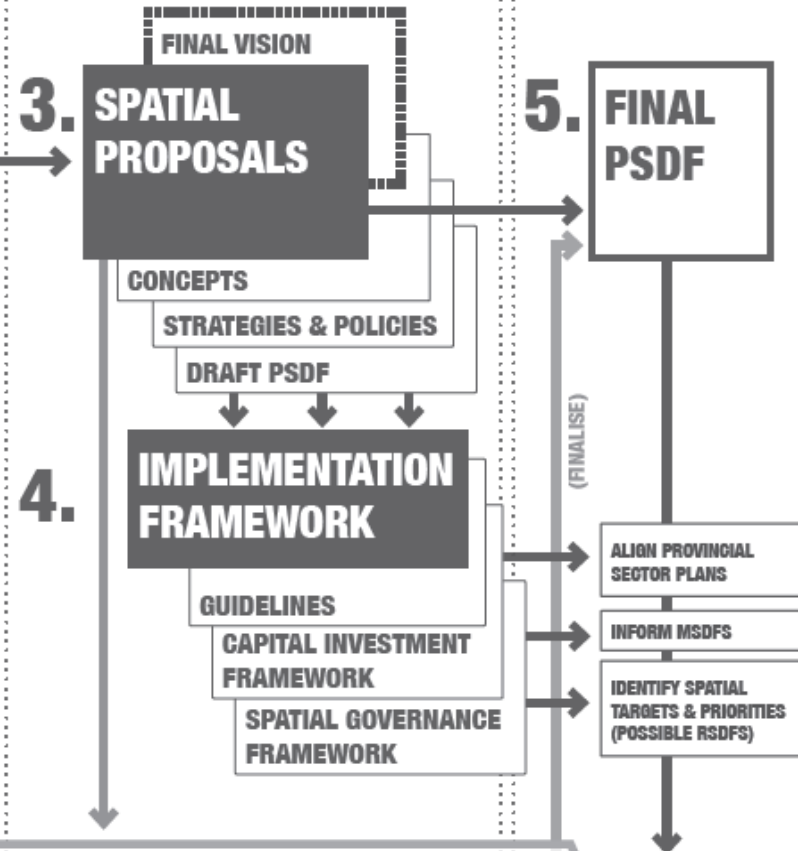 FINAL VISION
3.
SPATIAL
PROPOSALS
CONCEPTS
STRATEGIES & POLICIES
DRAFT PSDF
4.
IMPLEMENTATION
FRAMEWORK
GUIDELINES
CAPITAL INVESTMENT
FRAMEWORK
SPATIAL GOVERNANCE
FRAMEWORK
5.
FINAL
PSDF
(FINALISE)
ALIGN PROVINCIAL
SECTOR PLANS
INFORM MSDFS
IDENTIFY SPATIAL
TARGETS & PRIORITIES
(POSSIBLE RSDFS)